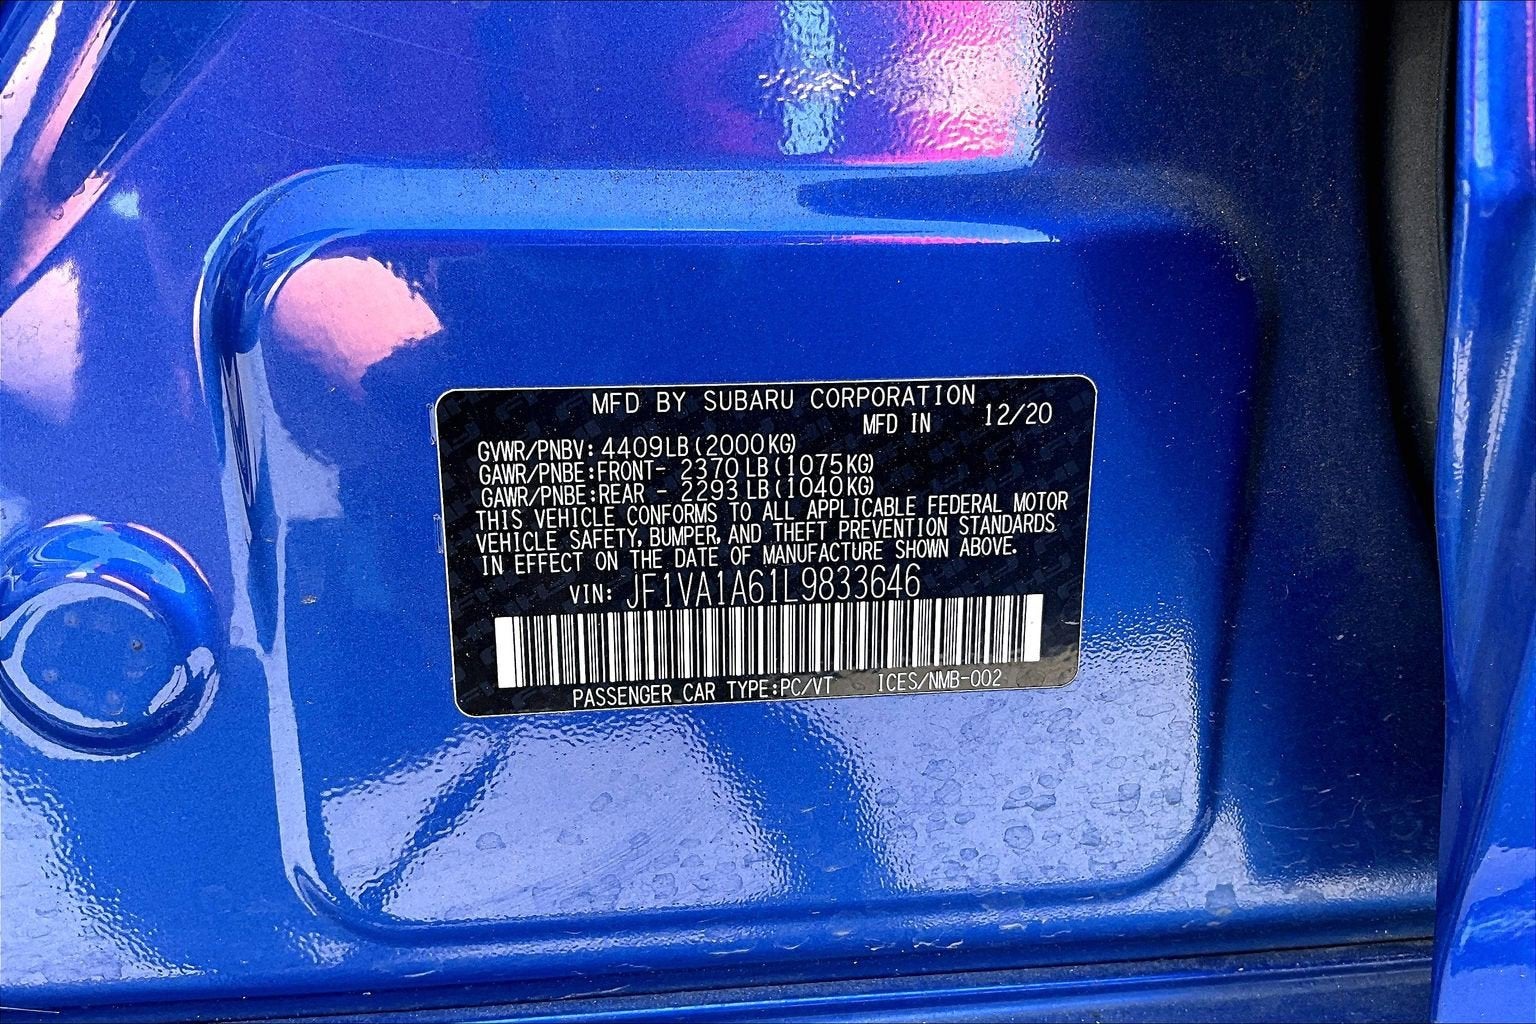 MFD BY SUBARU CORPORATION
MFD IN 12/20
GVWR/PNBV: 4409LB (2000KG)
GAWR/PNBE:FRONT- 2370 LB (1075KG)
GAWR/PNBE:REAR - 2293 LB (1040KG)
THIS VEHICLE CONFORMS TO ALL APPLICABLE FEDERAL MOTOR
VEHICLE SAFETY, BUMPER, AND THEFT PREVENTION STANDARDS
IN EFFECT ON THE DATE OF MANUFACTURE SHOWN ABOVE.
VIN: JF1VA1A61L9833646
PASSENGER CAR TYPE:PC/VT ICES/NMB-002